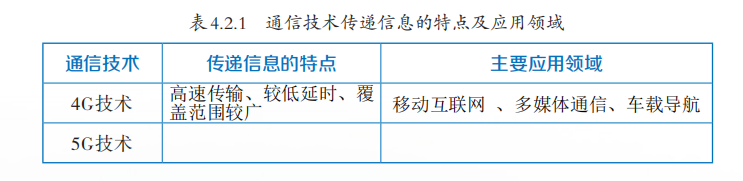 表4.2.1 通信技术传递信息的特点及应用领域
通信技术 传递信息的特点 主要应用领域
4G技术 高速传输、较低延时、覆
盖范围较广 移动互联网 、多媒体通信、车载导航
5G技术